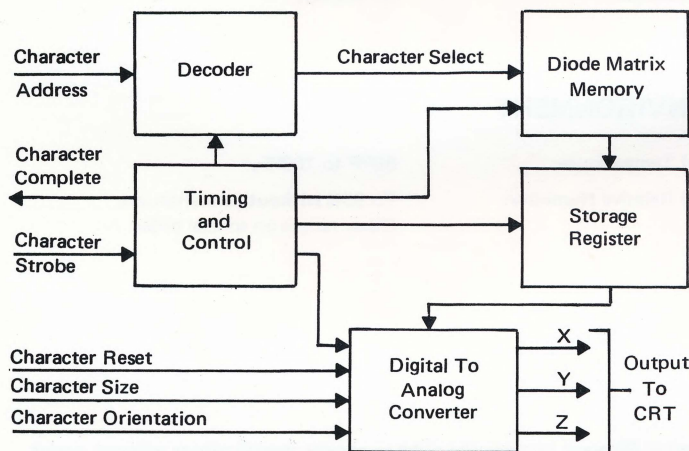 Character
Address
Decoder
Character Select
Diode Matrix
Memory
Character
Complete
Timing
and
Control
Character
Strobe
Storage
Register
Character Reset
Character Size
Character Orientation
Digital To
Analog
Converter
X
Y
Z
Output
To
CRT